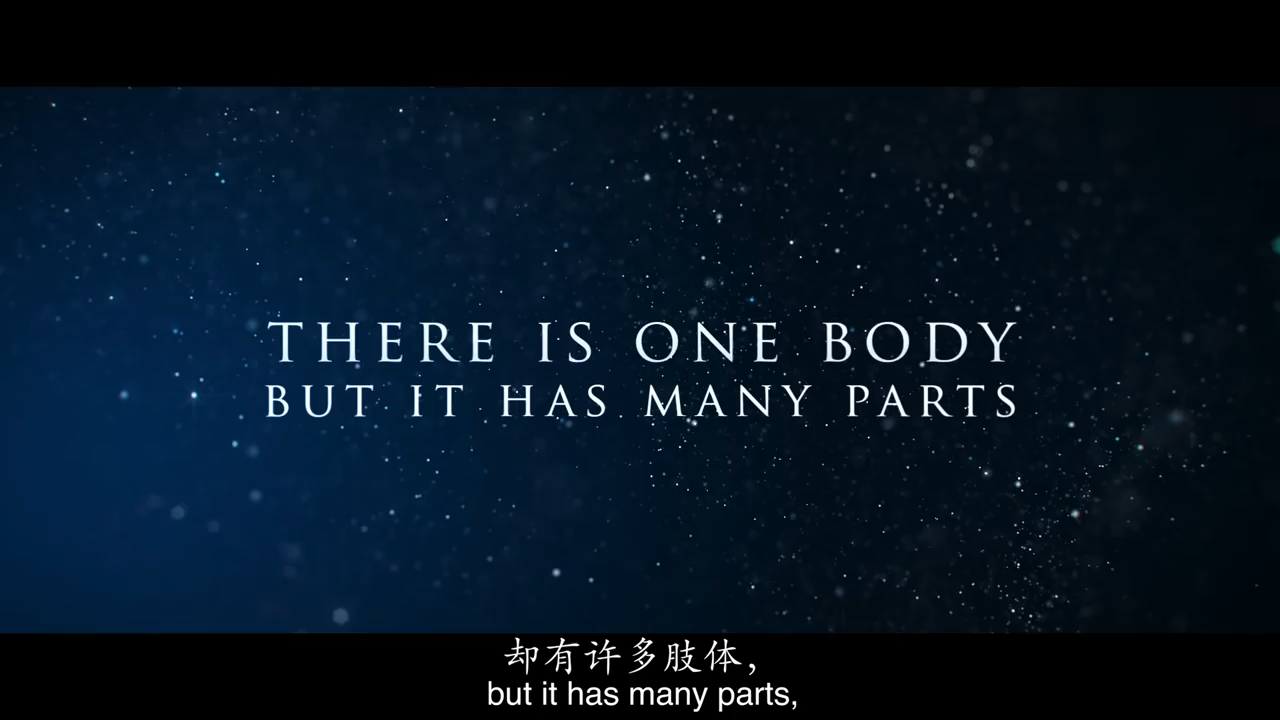 THERE IS ONE BODY
BUT IT HAS MANY PARTS
却有许多肢体，
but it has many parts,